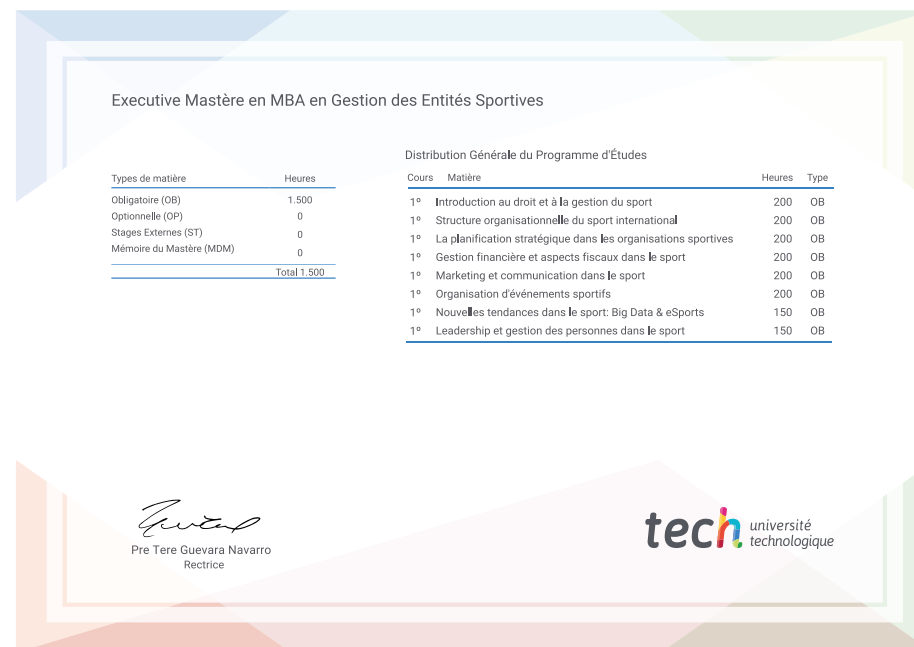 Executive Mastère en MBA en Gestion des Entités Sportives
Types de matière Heures
Obligatoire (OB) 1.500
Optionnelle (OP) 0
Stages Externes (ST) 0
Mémoire du Mastère (MDM) 0
Total 1.500
Distribution Générale du Programme d'Études
Cours Matière Heures Type
1º Introduction au droit et à la gestion du sport 200 OB
1º Structure organisationnelle du sport international 200 OB
1º La planification stratégique dans les organisations sportives 200 OB
1º Gestion financière et aspects fiscaux dans le sport 200 OB
1º Marketing et communication dans le sport 200 OB
1º Organisation d'événements sportifs 200 OB
1º Nouvelles tendances dans le sport: Big Data & eSports 150 OB
1º Leadership et gestion des personnes dans le sport 150 OB
Pre Tere Guevara Navarro
Rectrice
tech université
technologique